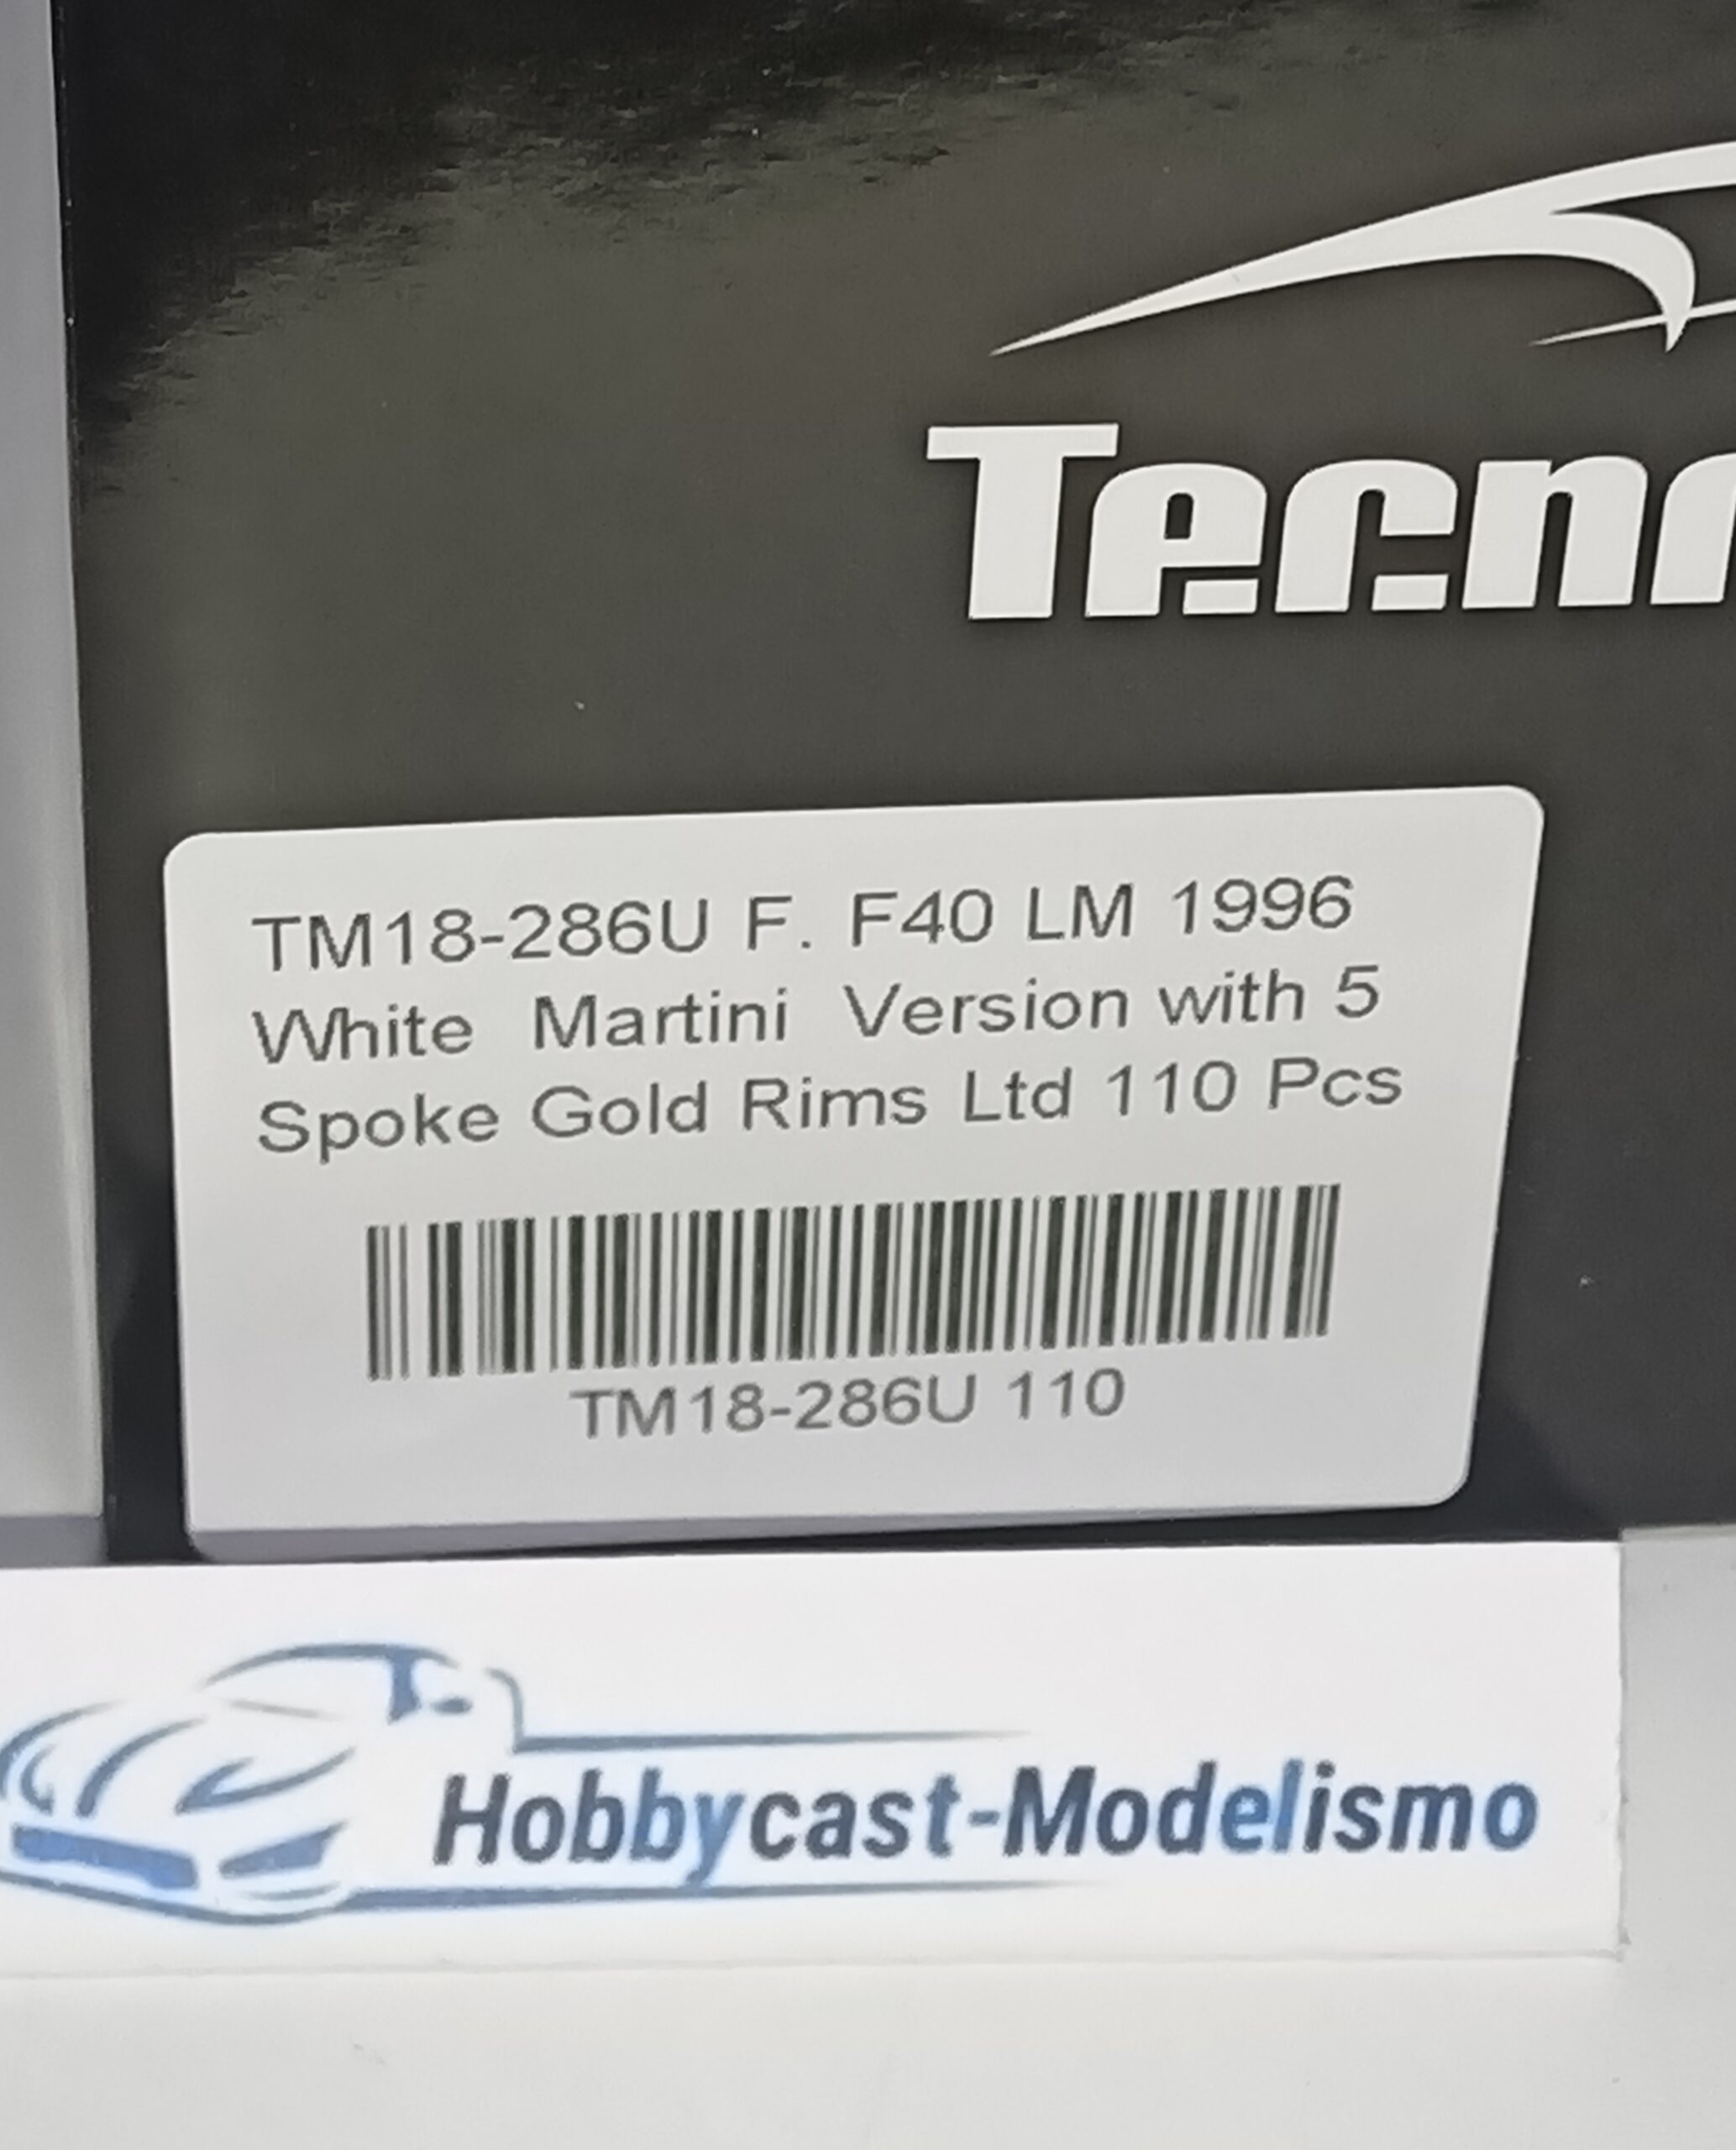 Tecno
TM18-286U F. F40 LM 1996
White Martini Version with 5
Spoke Gold Rims Ltd 110 Pcs
TM18-286U 110
Hobbycast-Modelismo